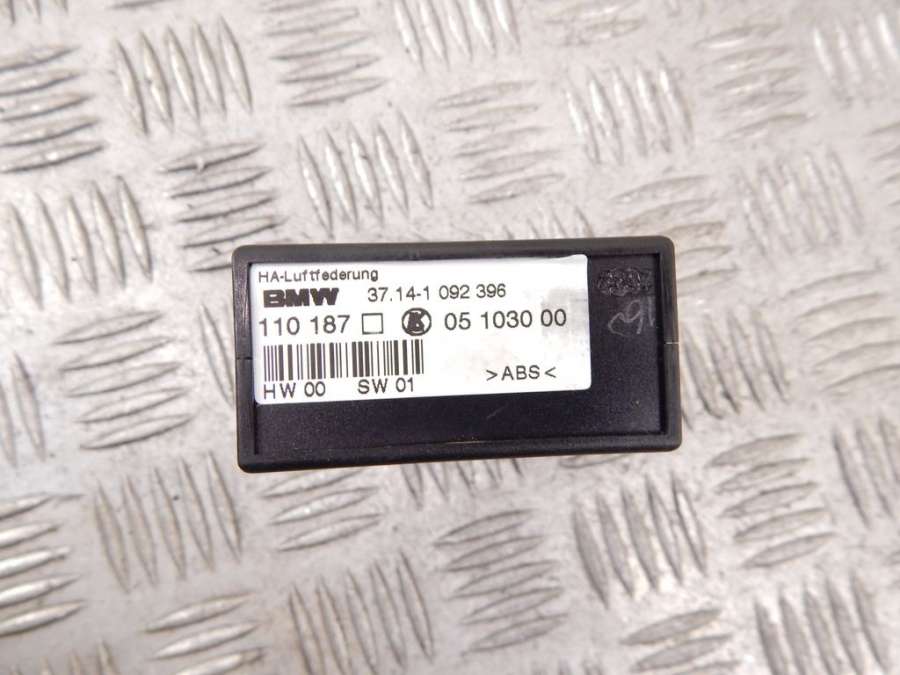 HA-Luftfederung
BMW 37.14-1 092 396
110 187 05 1030 00
HW 00 SW 01
>ABS<